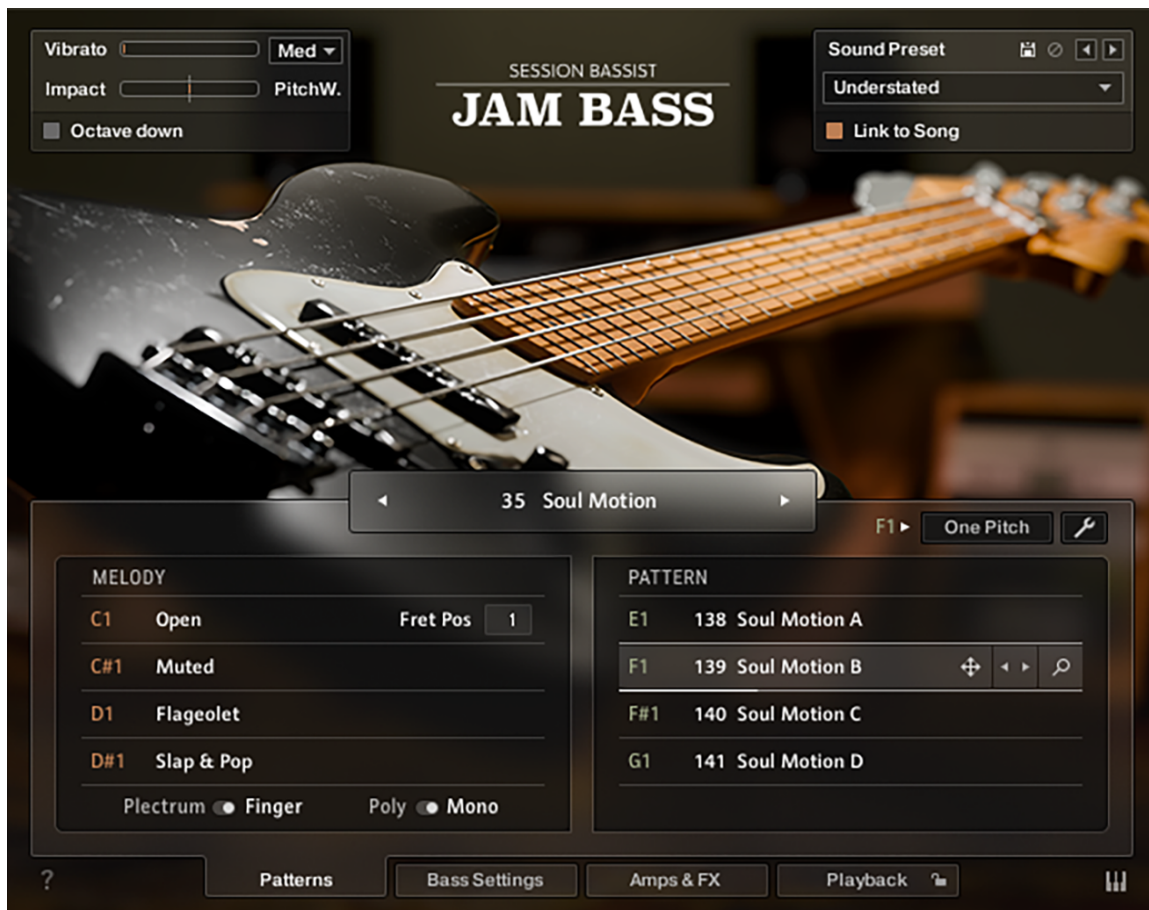 Vibrato Med
Impact PitchW.
Octave down
SESSION BASSIST
JAM BASS
Sound Preset
Understated
Link to Song
35 Soul Motion
F1 One Pitch
MELODY
C1 Open Fret Pos 1
C#1 Muted
D1 Flageolet
D#1 Slap & Pop
Plectrum Finger Poly Mono
PATTERN
E1 138 Soul Motion A
F1 139 Soul Motion B
F#1 140 Soul Motion C
G1 141 Soul Motion D
? Patterns Bass Settings Amps & FX Playback